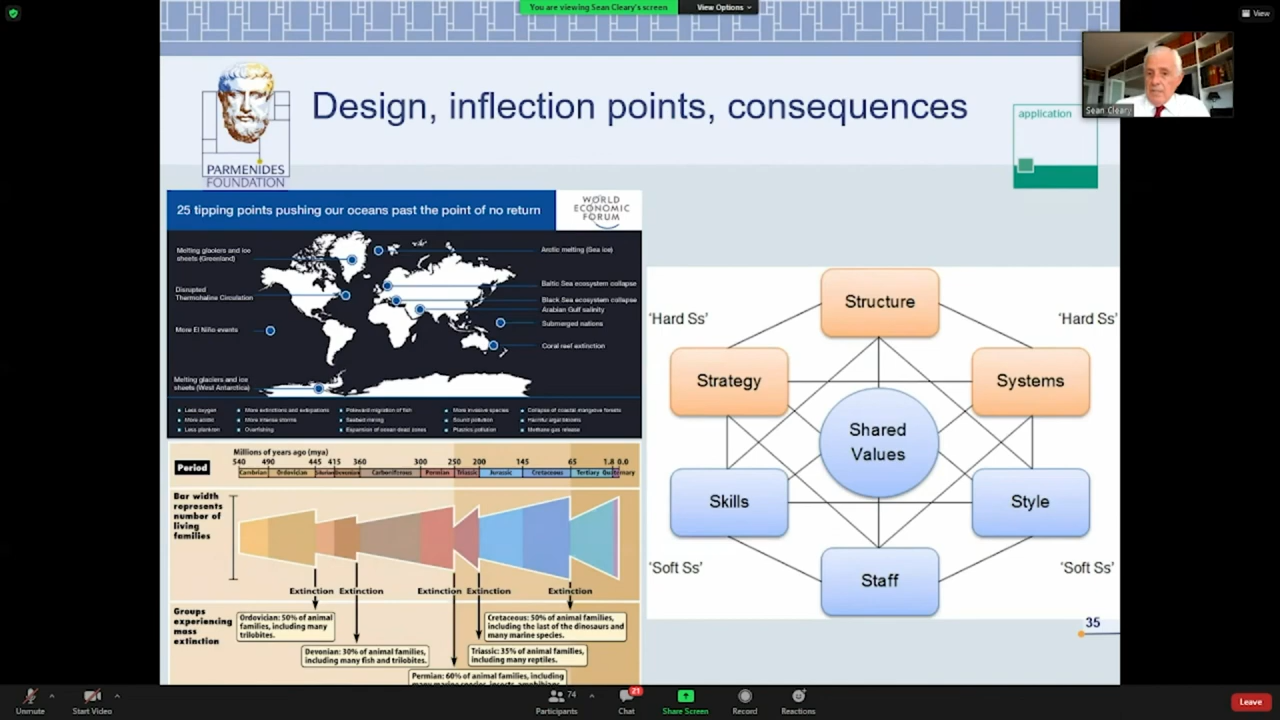 You are viewing Sean Cleary's screen
View Options
View
Sean Cleary
Design, inflection points, consequences
application
PARMENIDES
FOUNDATION
25 tipping points pushing our oceans past the point of no return
WORLD
ECONOMIC
FORUM
Melting glaciers and ice
sheets (Greenland)
Arctic melting (Sea ice)
Disrupted
Thermohaline Circulation
Baltic Sea ecosystem collapse
Black Sea ecosystem collapse
Arabian Gulf salinity
More El Niño events
Submerged nations
Coral reef extinction
Melting glaciers and ice
sheets (West Antarctica)
Less oxygen
More acidic
Less plankton
More extinctions and extirpations
More intense storms
Overfishing
Poleward migration of fish
Seabed mining
Expansion of ocean dead zones
More invasive species
Sound pollution
Plastics pollution
Collapse of coastal mangrove forests
Harmful algal blooms
Methane gas release
Millions of years ago (mya)
540 490 445 415 360 300 250 200 145 65 1.8 0.0
Period
Cambrian Ordovician Silurian Devonian Carboniferous Permian Triassic Jurassic Cretaceous Tertiary
Bar width
represents
number of
living
families
Extinction Extinction Extinction Extinction Extinction
Groups
experiencing
mass
extinction
Ordovician: 50% of animal
families, including many
trilobites.
Devonian: 30% of animal families,
including many fish and trilobites.
Permian: 60% of animal families, including
many marine species, insects, amphibians
Cretaceous: 50% of animal families,
including the last of the dinosaurs and
many marine species.
Triassic: 35% of animal families,
including many reptiles.
Structure
'Hard Ss'
'Hard Ss'
Strategy
Systems
Shared
Values
Skills
Style
'Soft Ss'
'Soft Ss'
Staff
35
Unmute
Start Video
74
Participants
21
Chat
Share Screen
Record
Reactions
Leave